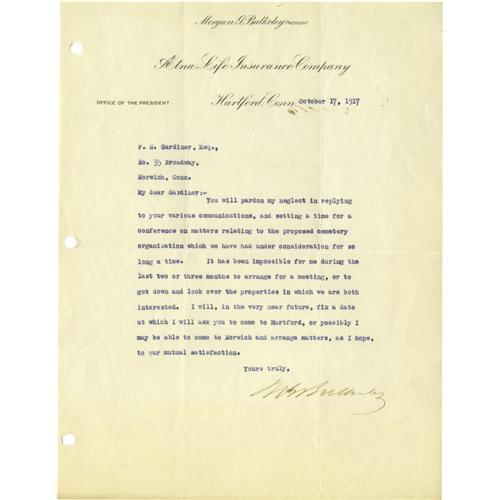 Morgan G. Bulkeley PRESIDENT
Ætna Life Insurance Company
OFFICE OF THE PRESIDENT.
Hartford, Conn October 17, 1917
F. N. Gardiner, Esq.,
No. 35 Broadway,
Norwich, Conn.
My dear Gardiner:-
You will pardon my neglect in replying
to your various communications, and setting a time for a
conference on matters relating to the proposed cemetery
organization which we have had under consideration for so
long a time. It has been impossible for me during the
last two or three months to arrange for a meeting, or to
get down and look over the properties in which we are both
interested. I will, in the very near future, fix a date
at which I will ask you to come to Hartford, or possibly I
may be able to come to Norwich and arrange matters, as I hope,
to our mutual satisfaction.
Yours truly,
M G Bulkeley